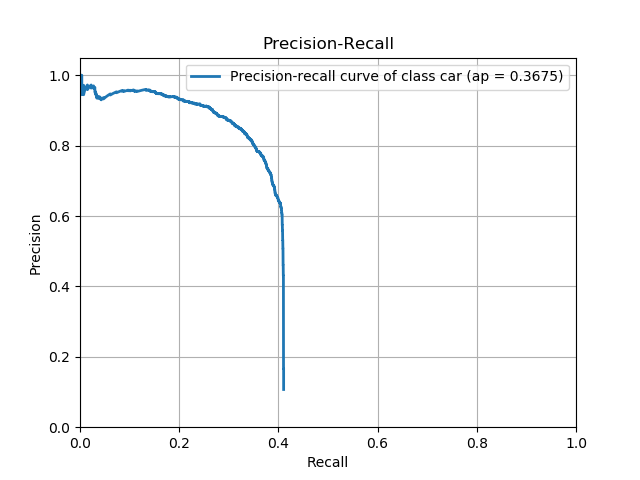 Precision-Recall
Precision-recall curve of class car (ap = 0.3675)
1.0
0.8
0.6
0.4
0.2
0.0
Precision
0.0 0.2 0.4 0.6 0.8 1.0
Recall